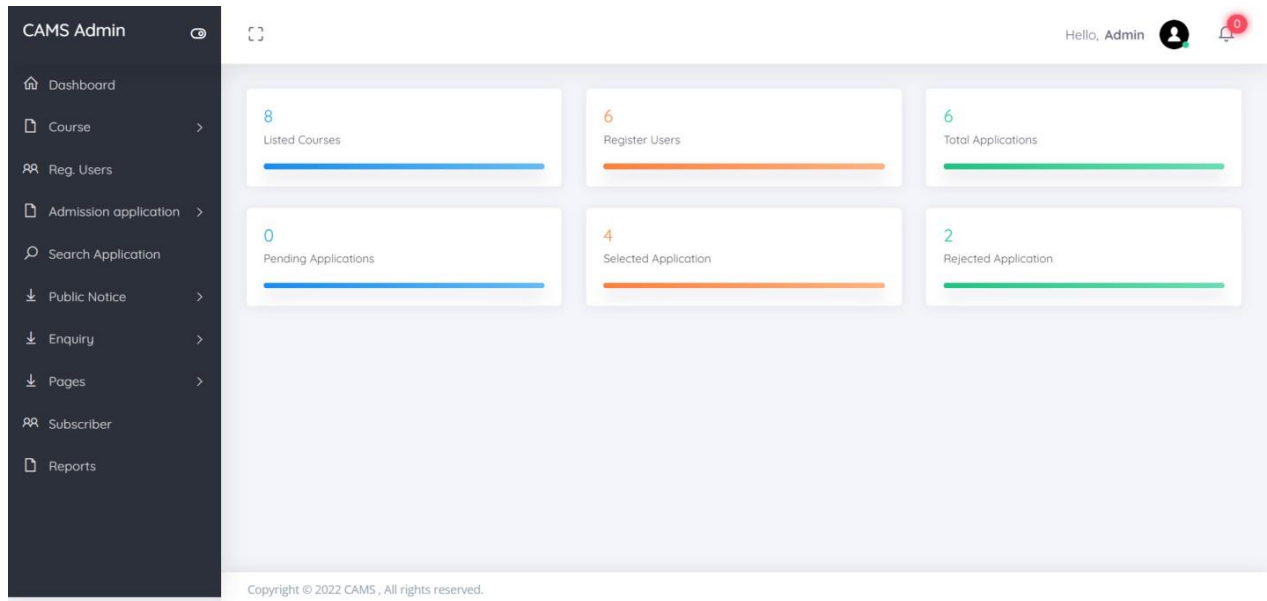 CAMS Admin
Hello, Admin
0
Dashboard
Course
Reg. Users
Admission application
Search Application
Public Notice
Enquiry
Pages
Subscriber
Reports
8
Listed Courses
6
Register Users
6
Total Applications
0
Pending Applications
4
Selected Application
2
Rejected Application
Copyright © 2022 CAMS , All rights reserved.